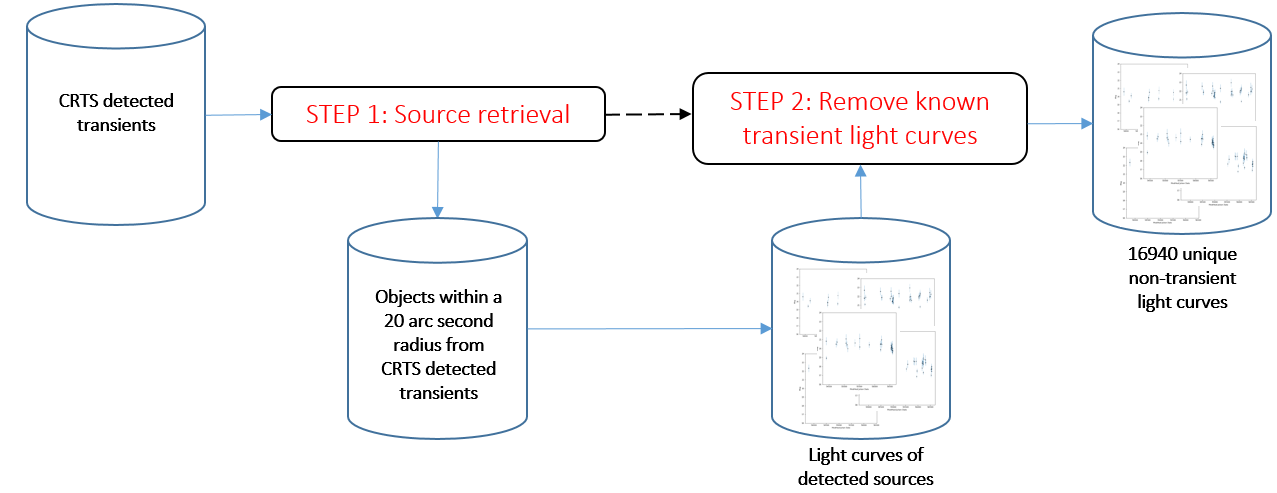 CRTS detected
transients
STEP 1: Source retrieval
STEP 2: Remove known
transient light curves
Objects within a
20 arc second
radius from
CRTS detected
transients
Light curves of
detected sources
16940 unique
non-transient
light curves